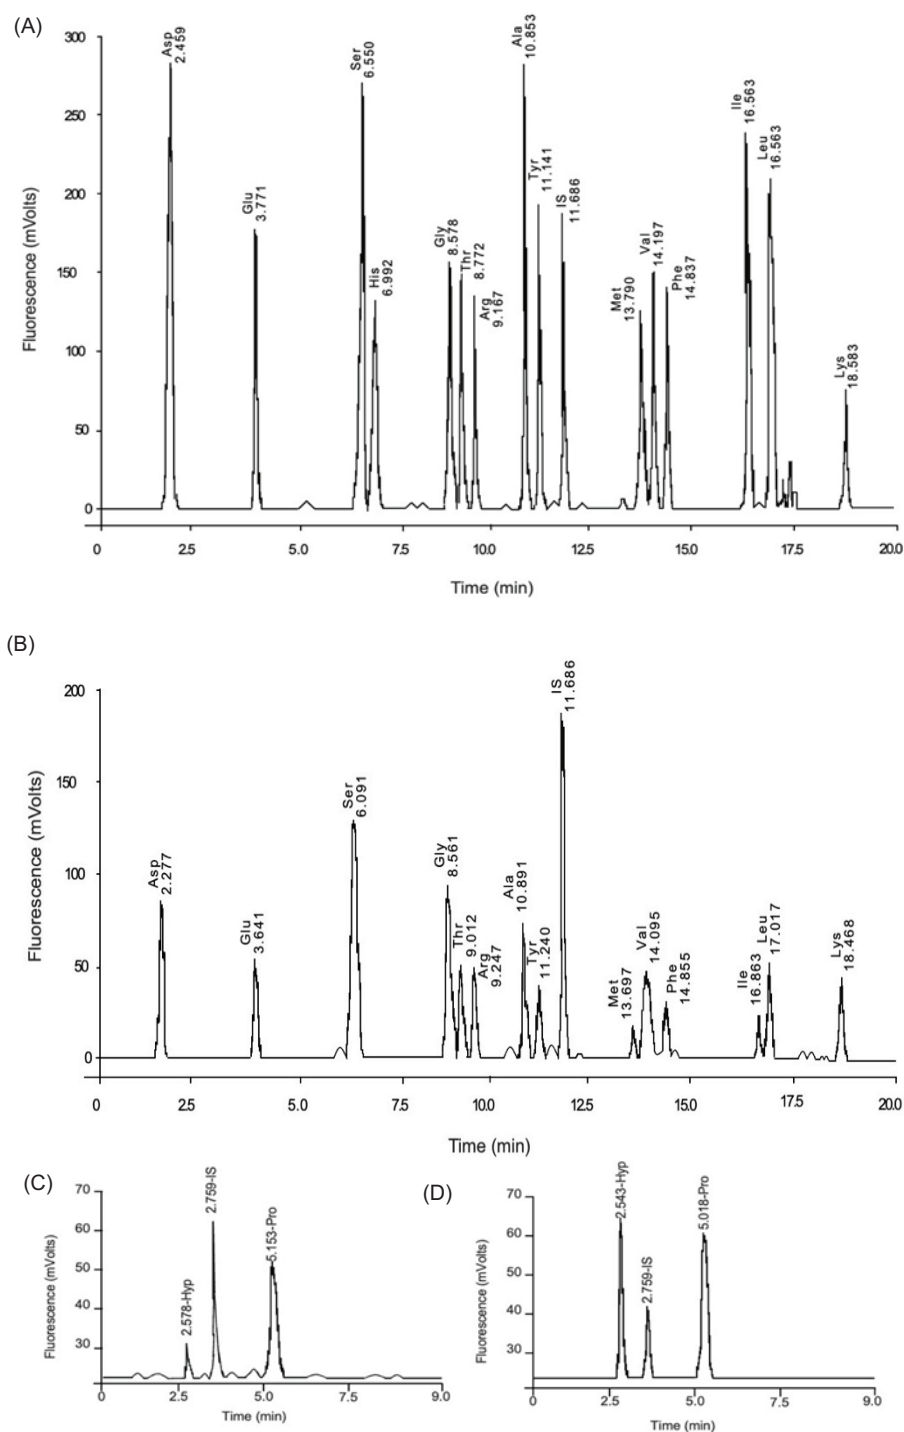 (A)
Fluorescence (mVolts)
300
250
200
150
100
50
0
Asp
2.459
Glu
3.771
Ser
6.550
His
6.992
Gly
8.578
Thr
8.772
Arg
9.167
Ala
10.853
Tyr
11.141
IS
11.686
Met
13.790
Val
14.197
Phe
14.837
Ile
16.563
Leu
16.563
Lys
18.583
0 2.5 5.0 7.5 10.0 12.5 15.0 17.5 20.0
Time (min)
(B)
Fluorescence (mVolts)
200
150
100
50
0
Asp
2.277
Glu
3.641
Ser
6.091
Gly
8.561
Thr
9.012
Arg
9.247
Ala
10.891
Tyr
11.240
IS
11.686
Met
13.697
Val
14.095
Phe
14.855
Ile
16.863
Leu
17.017
Lys
18.468
0 2.5 5.0 7.5 10.0 12.5 15.0 17.5 20.0
Time (min)
(C)
Fluorescence (mVolts)
70
60
50
40
30
2.578-Hyp
2.759-IS
5.153-Pro
0 2.5 5.0 7.5 9.0
Time (min)
(D)
Fluorescence (mVolts)
70
60
50
40
30
2.543-Hyp
2.759-IS
5.018-Pro
0 2.5 5.0 7.5 9.0
Time (min)